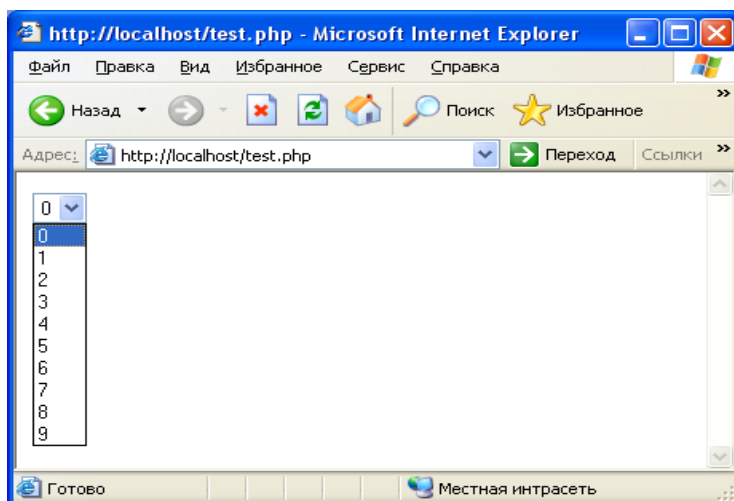 http://localhost/test.php - Microsoft Internet Explorer
Файл Правка Вид Избранное Сервис Справка
Назад Поиск Избранное »
Адрес: http://localhost/test.php Переход Ссылки »
0
0
1
2
3
4
5
6
7
8
9
Готово Местная интрасеть